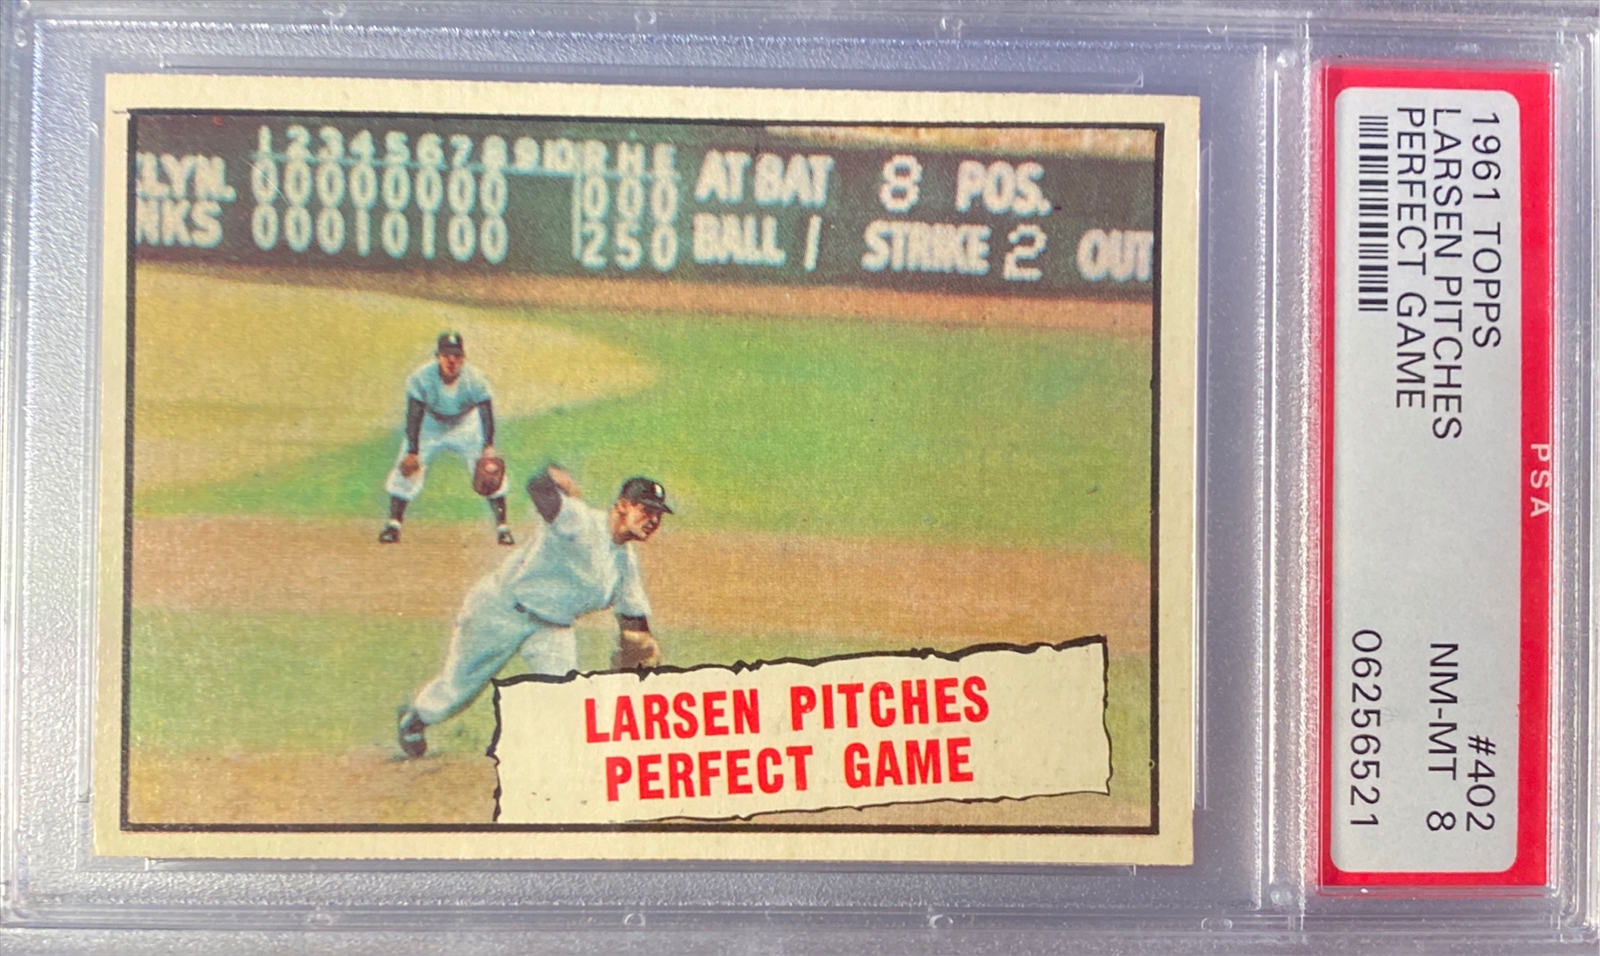 1 2 3 4 5 6 7 8 9 10 R H E AT BAT 8 POS.
LYN. 0 0 0 0 0 0 0 0 0 0 0
NKS 0 0 0 1 0 1 0 0 2 5 0 BALL 1 STRIKE 2 OUT
LARSEN PITCHES
PERFECT GAME
PSA
1961 TOPPS #402
LARSEN PITCHES NM-MT 8
PERFECT GAME
06256521